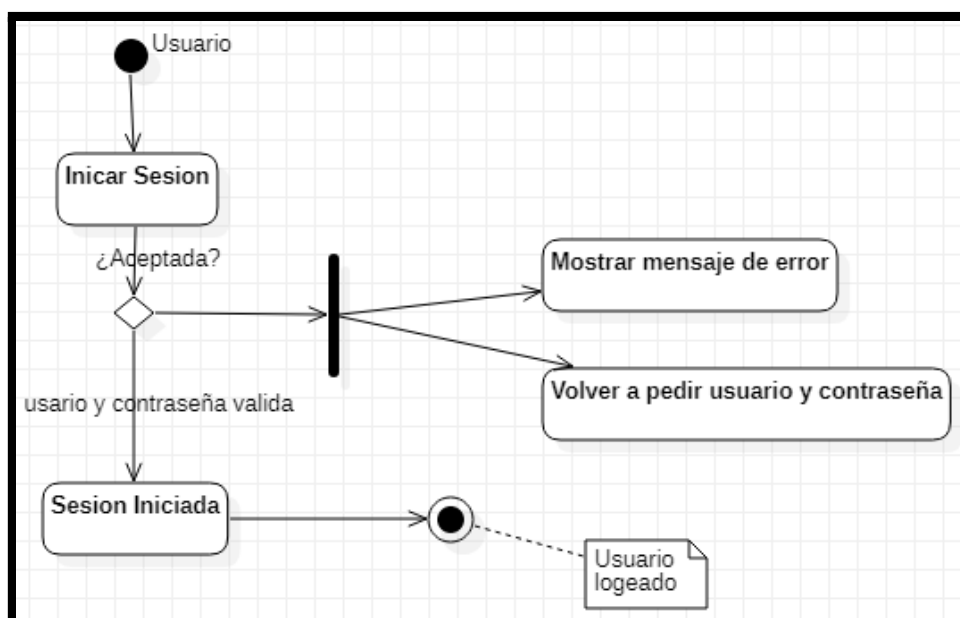 Usuario
Inicar Sesion
¿Aceptada?
Mostrar mensaje de error
Volver a pedir usuario y contraseña
usario y contraseña valida
Sesion Iniciada
Usuario
logeado